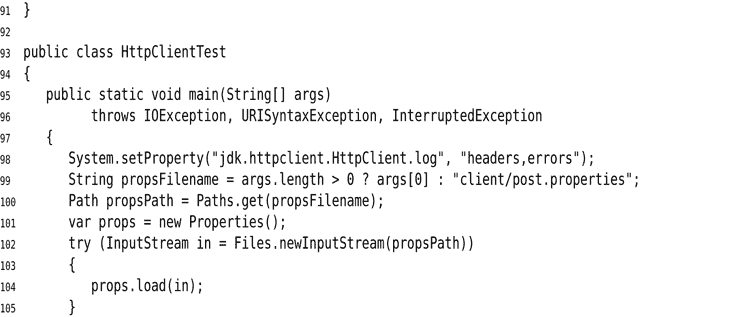 91 }
92
93 public class HttpClientTest
94 {
95    public static void main(String[] args)
96          throws IOException, URISyntaxException, InterruptedException
97    {
98       System.setProperty("jdk.httpclient.HttpClient.log", "headers,errors");
99       String propsFilename = args.length > 0 ? args[0] : "client/post.properties";
100       Path propsPath = Paths.get(propsFilename);
101       var props = new Properties();
102       try (InputStream in = Files.newInputStream(propsPath))
103       {
104          props.load(in);
105       }